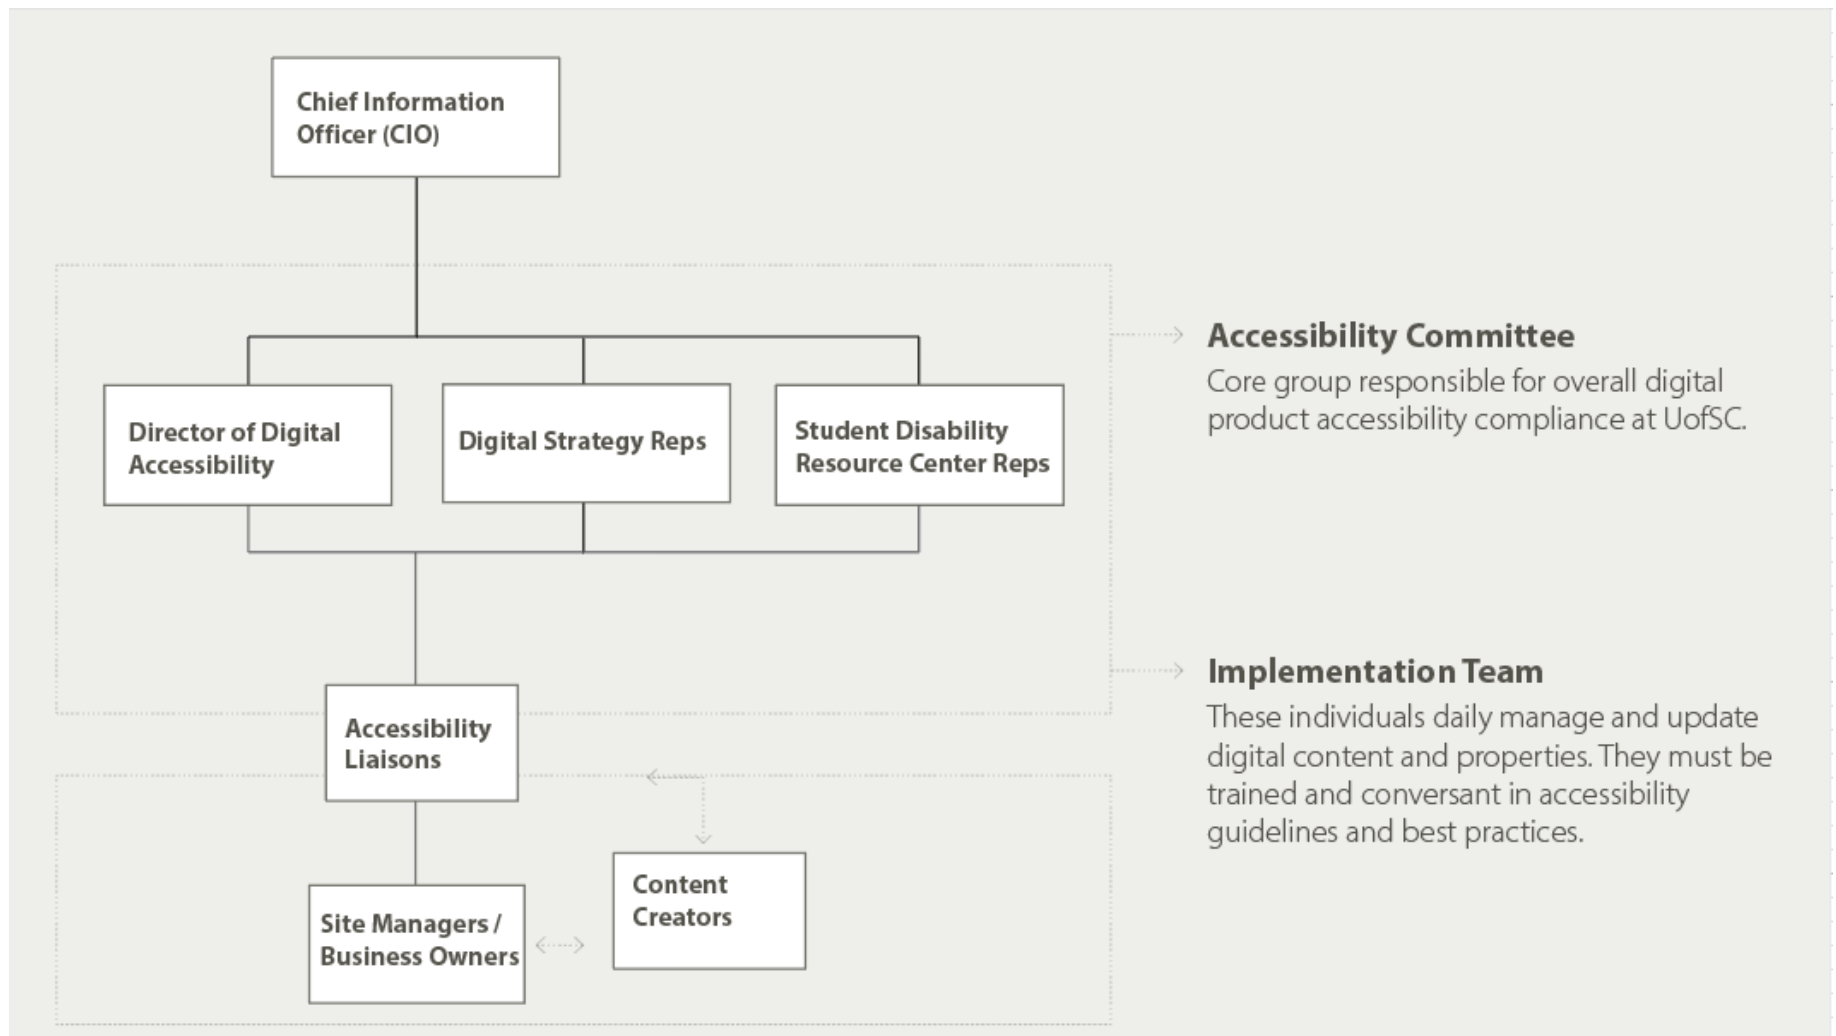 Chief Information
Officer (CIO)
Director of Digital
Accessibility
Digital Strategy Reps
Student Disability
Resource Center Reps
Accessibility Committee
Core group responsible for overall digital
product accessibility compliance at UofSC.
Implementation Team
These individuals daily manage and update
digital content and properties. They must be
trained and conversant in accessibility
guidelines and best practices.
Accessibility
Liaisons
Site Managers /
Business Owners
Content
Creators